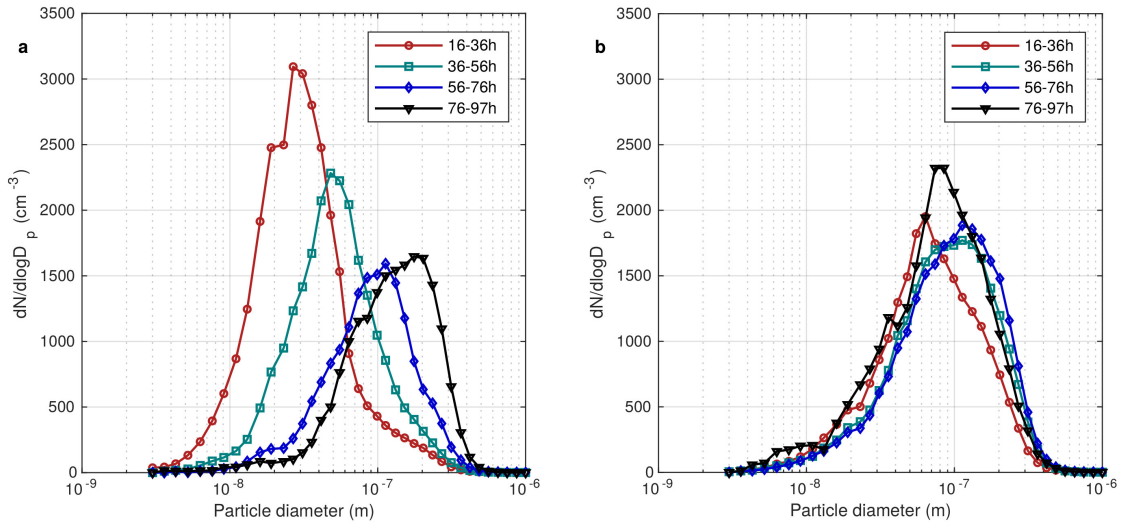 a
3500
3000
2500
2000
1500
1000
500
0
dN/dlogD p (cm -3)
10-9
10-8
10-7
10-6
Particle diameter (m)
16-36h
36-56h
56-76h
76-97h
b
3500
3000
2500
2000
1500
1000
500
0
dN/dlogD p (cm -3)
10-9
10-8
10-7
10-6
Particle diameter (m)
16-36h
36-56h
56-76h
76-97h